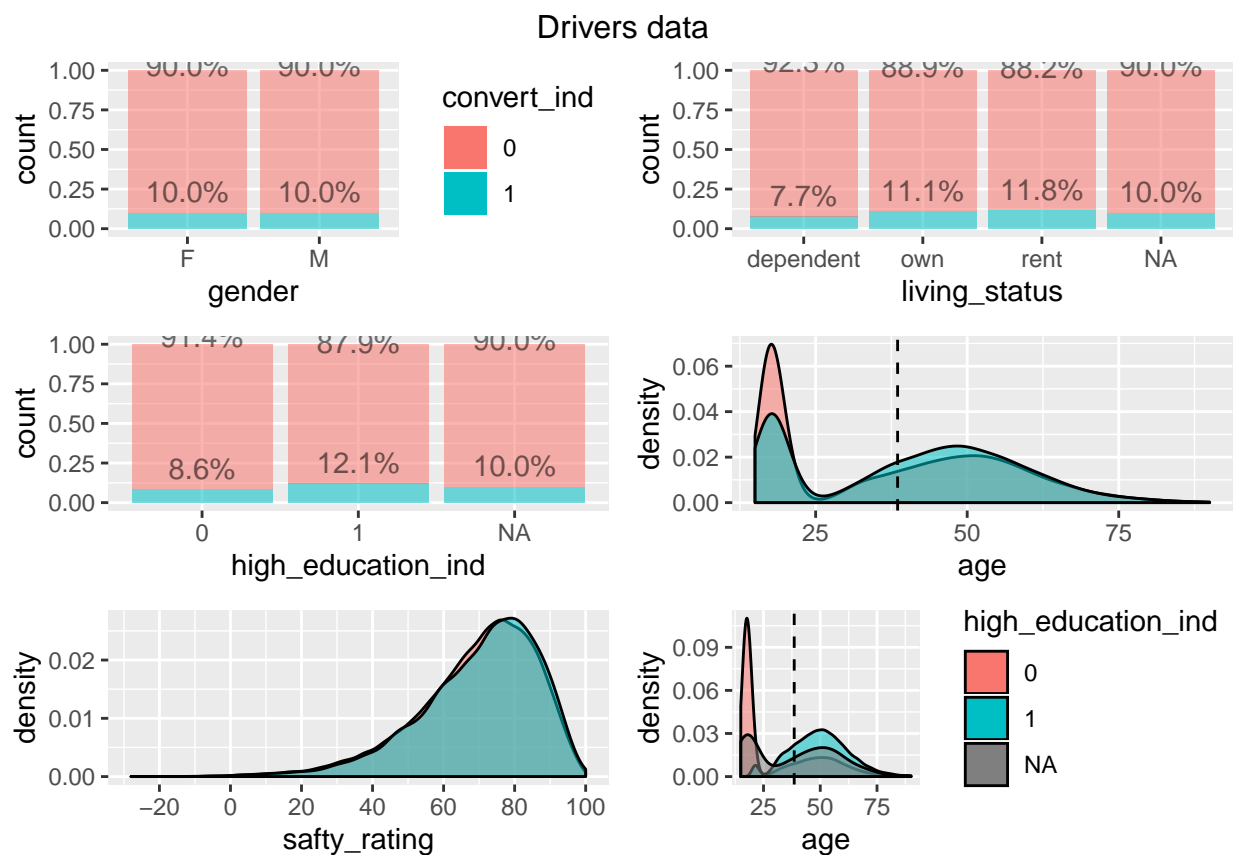 Drivers data
1.00
0.75
0.50
0.25
0.00
count
90.0% 90.0%
10.0% 10.0%
F M
gender
convert_ind
0
1
1.00
0.75
0.50
0.25
0.00
count
92.3% 88.9% 88.2% 90.0%
7.7% 11.1% 11.8% 10.0%
dependent own rent NA
living_status
1.00
0.75
0.50
0.25
0.00
count
91.4% 87.9% 90.0%
8.6% 12.1% 10.0%
0 1 NA
high_education_ind
0.06
0.04
0.02
0.00
density
25 50 75
age
0.02
0.01
0.00
density
−20 0 20 40 60 80 100
safty_rating
0.09
0.06
0.03
0.00
density
25 50 75
age
high_education_ind
0
1
NA